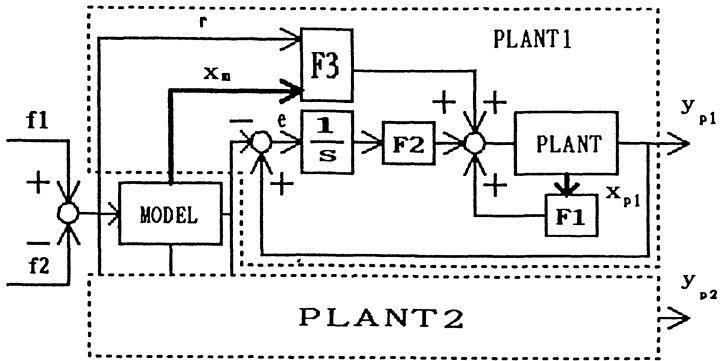 r
PLANT1
x_m
F3
f1
e
1
s
F2
PLANT
y_p1
x_p1
F1
MODEL
f2
PLANT2
y_p2
+
+
+
+
+
+
−
−